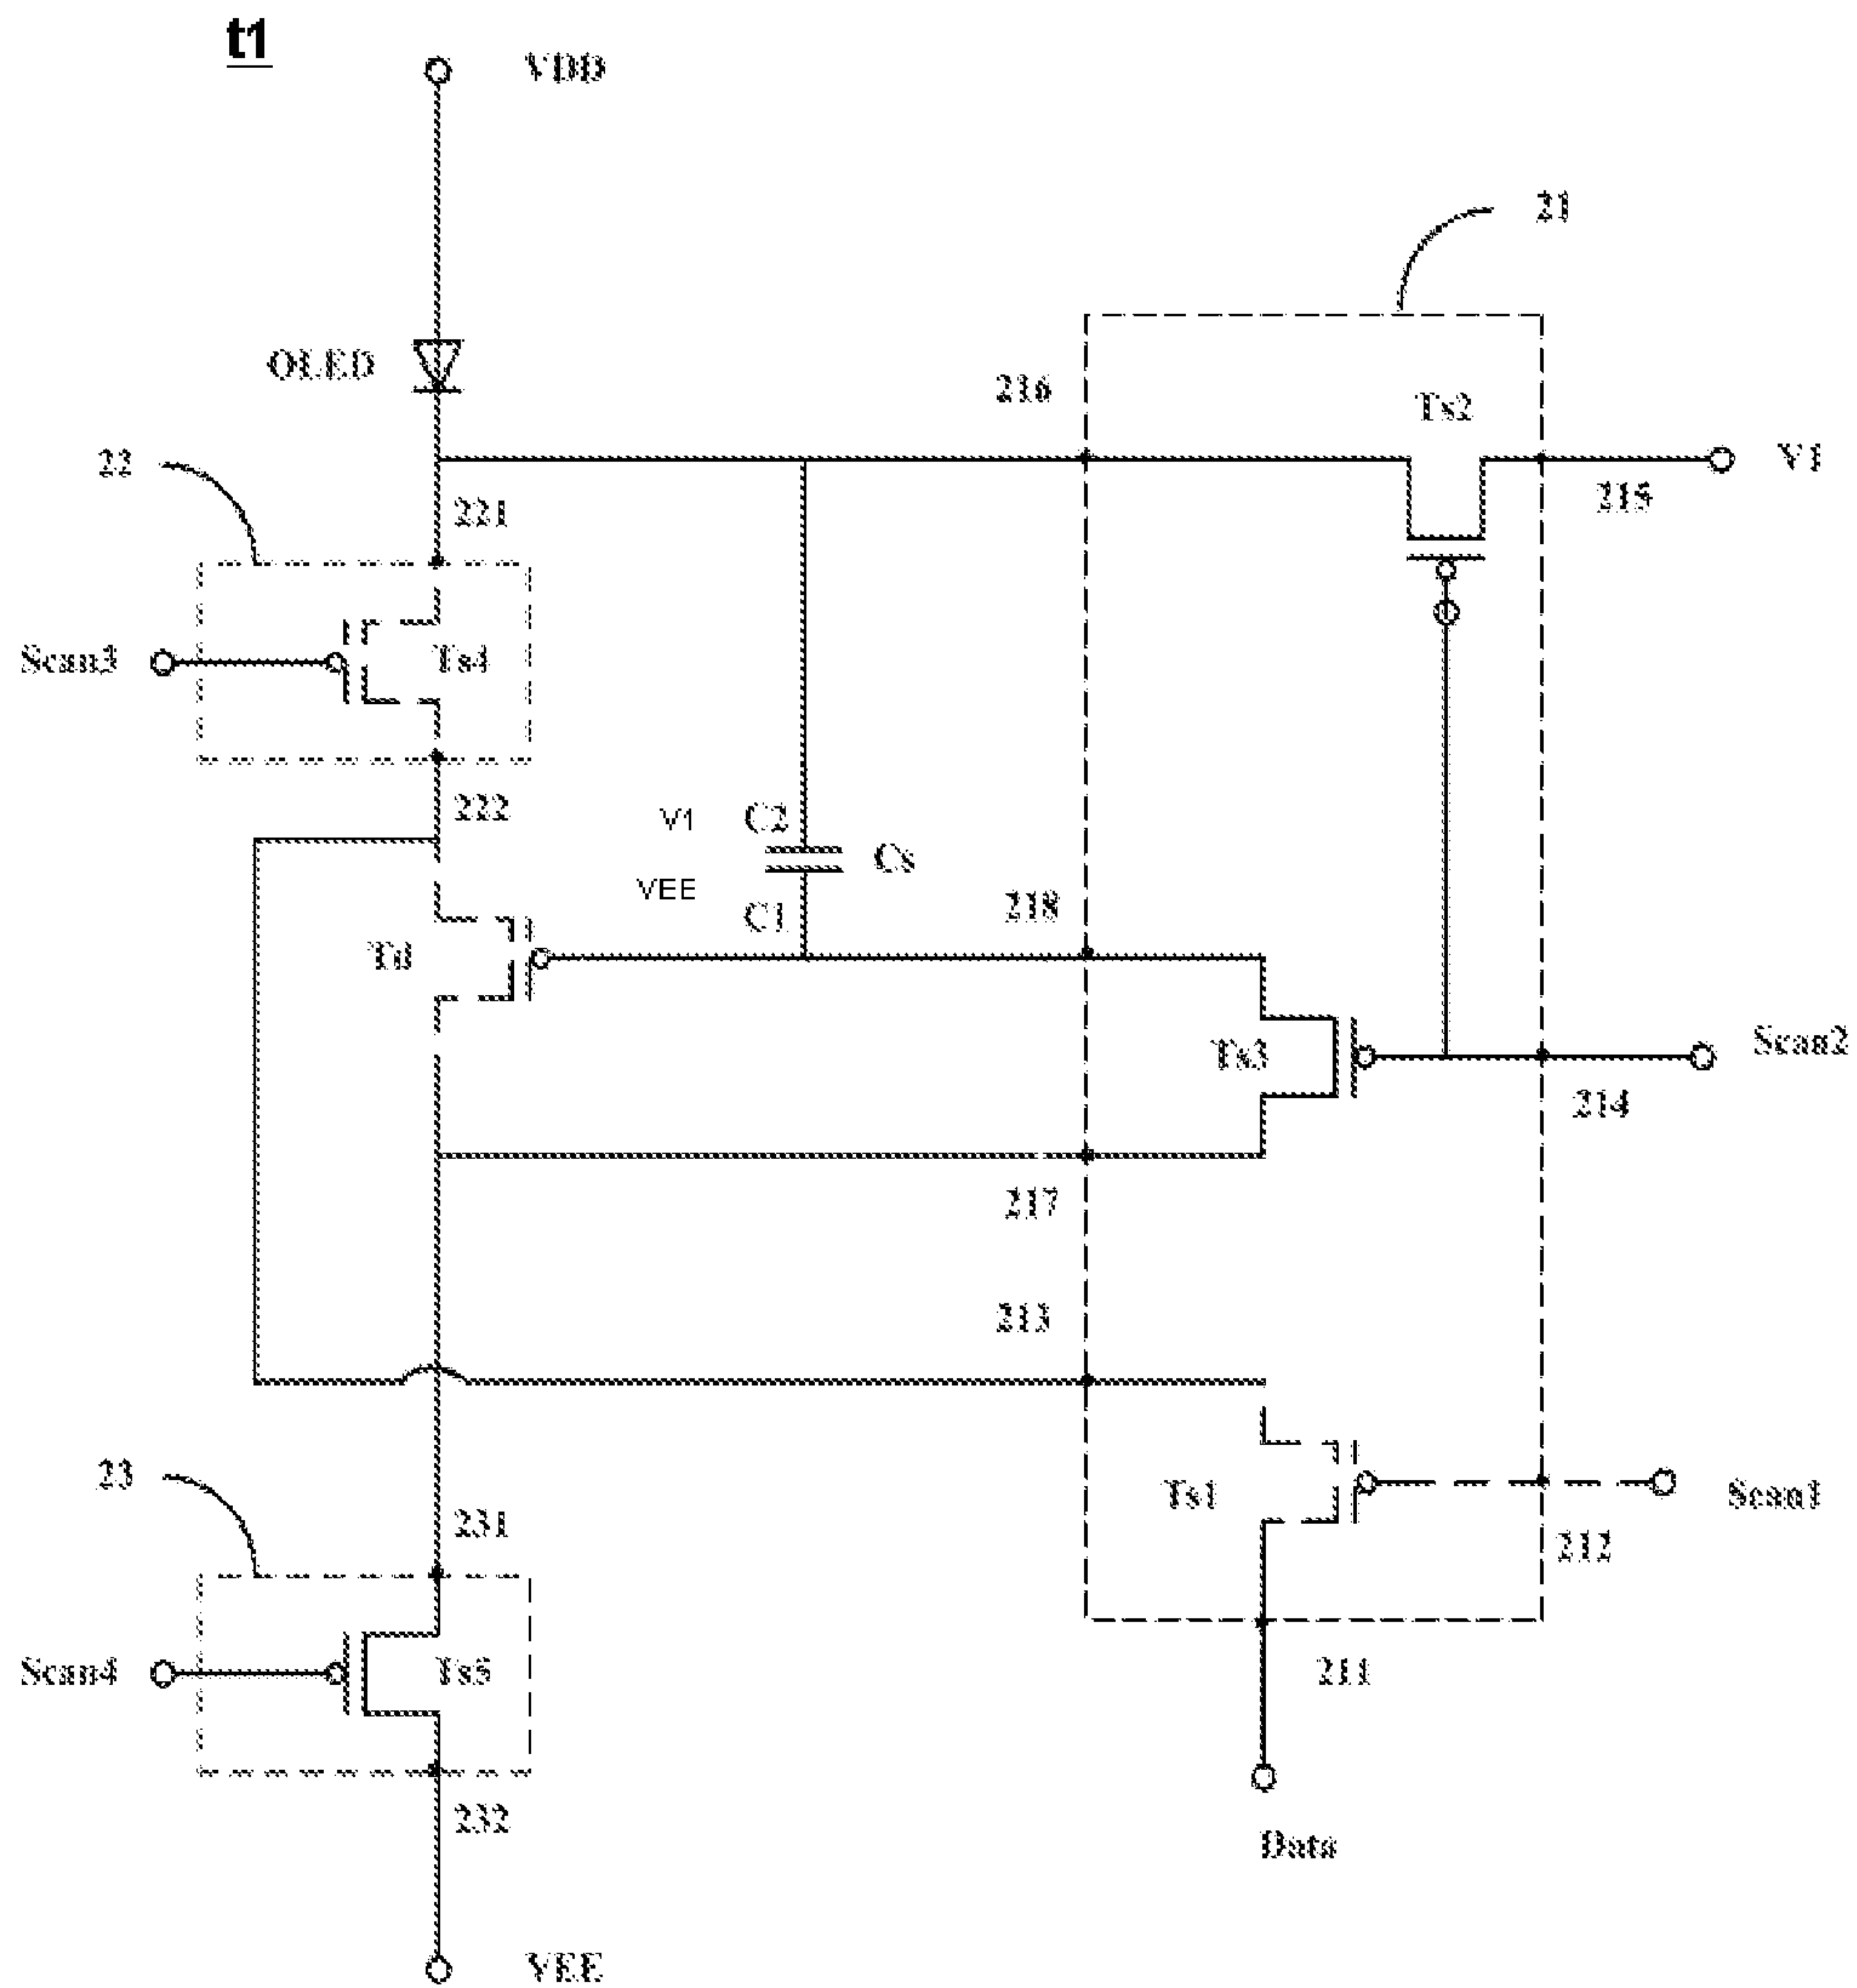 t1
VDD
21
OLED
216
Ts2
22
V1
221
215
Scan3
Ts4
222
V1
C2
Cs
VEE
C1
218
Td
Ts3
Scan2
214
217
213
23
Ts1
Scan1
231
212
Scan4
Ts5
211
232
Data
VEE